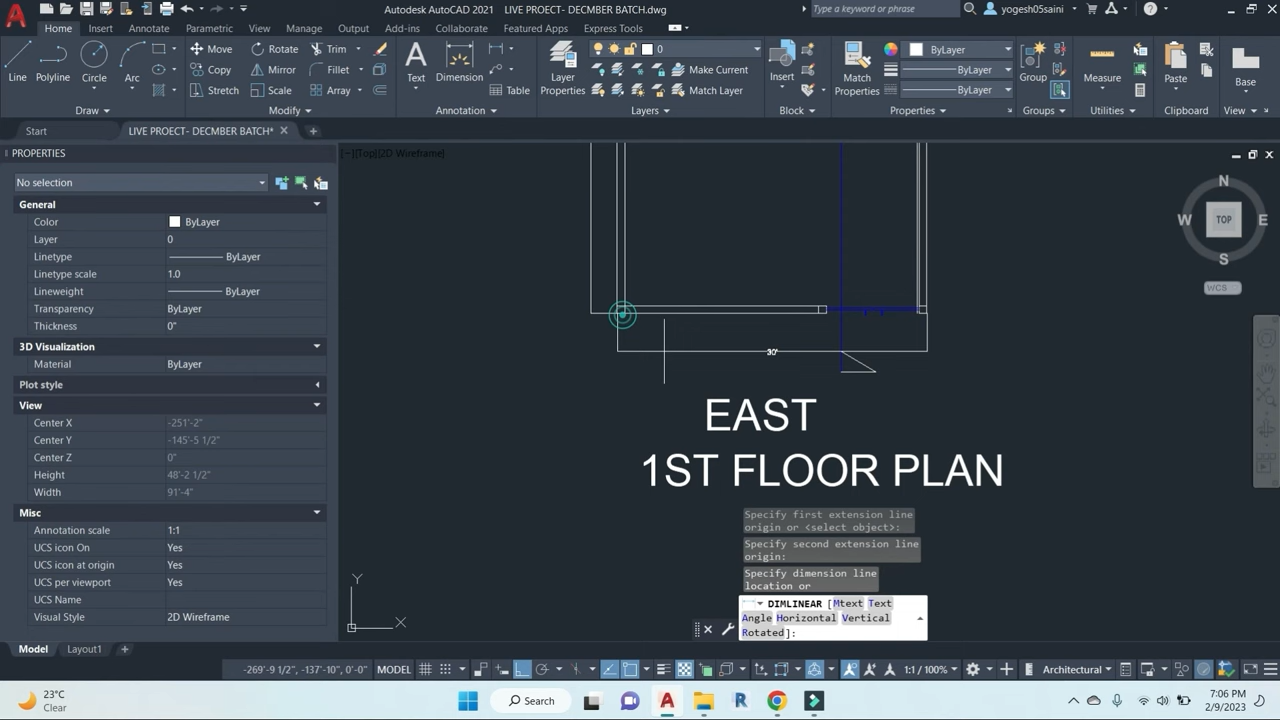 Autodesk AutoCAD 2021 LIVE PROECT- DECMBER BATCH.dwg
Type a keyword or phrase
yogesh05saini
Home Insert Annotate Parametric View Manage Output Add-ins Collaborate Featured Apps Express Tools
Line Polyline Circle Arc
Move Rotate Trim
Copy Mirror Fillet
Stretch Scale Array
Text Dimension Table
Layer Properties
0
Make Current
Match Layer
Insert
Match Properties
ByLayer
ByLayer
ByLayer
Group
Measure
Paste
Base
Draw Modify Annotation Layers Block Properties Groups Utilities Clipboard View
Start
LIVE PROECT- DECMBER BATCH*
PROPERTIES
[−][Top][2D Wireframe]
No selection
General
Color ByLayer
Layer 0
Linetype ByLayer
Linetype scale 1.0
Lineweight ByLayer
Transparency ByLayer
Thickness 0"
3D Visualization
Material ByLayer
Plot style
View
Center X -251'-2"
Center Y -145'-5 1/2"
Center Z 0"
Height 48'-2 1/2"
Width 91'-4"
Misc
Annotation scale 1:1
UCS icon On Yes
UCS icon at origin Yes
UCS per viewport Yes
UCS Name
Visual Style 2D Wireframe
N
W TOP E
S
WCS
30'
EAST
1ST FLOOR PLAN
Y
X
Specify first extension line
origin or <select object>:
Specify second extension line
origin:
Specify dimension line
location or
DIMLINEAR [Mtext Text
Angle Horizontal Vertical
Rotated]:
Model Layout1
-269'-9 1/2", -137'-10", 0'-0" MODEL
1:1 / 100%
Architectural
23°C
Clear
Search
7:06 PM
2/9/2023